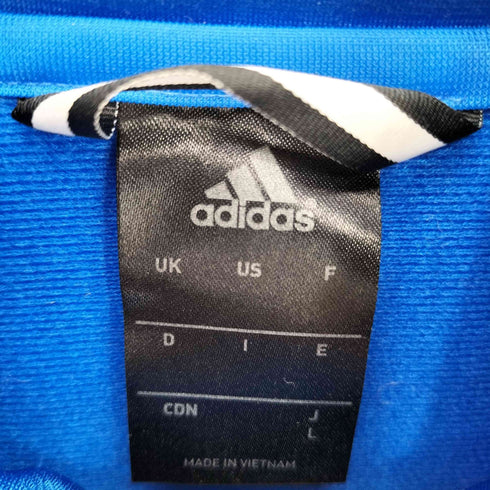 adidas
UK US F
D I E
CDN J
L
MADE IN VIETNAM